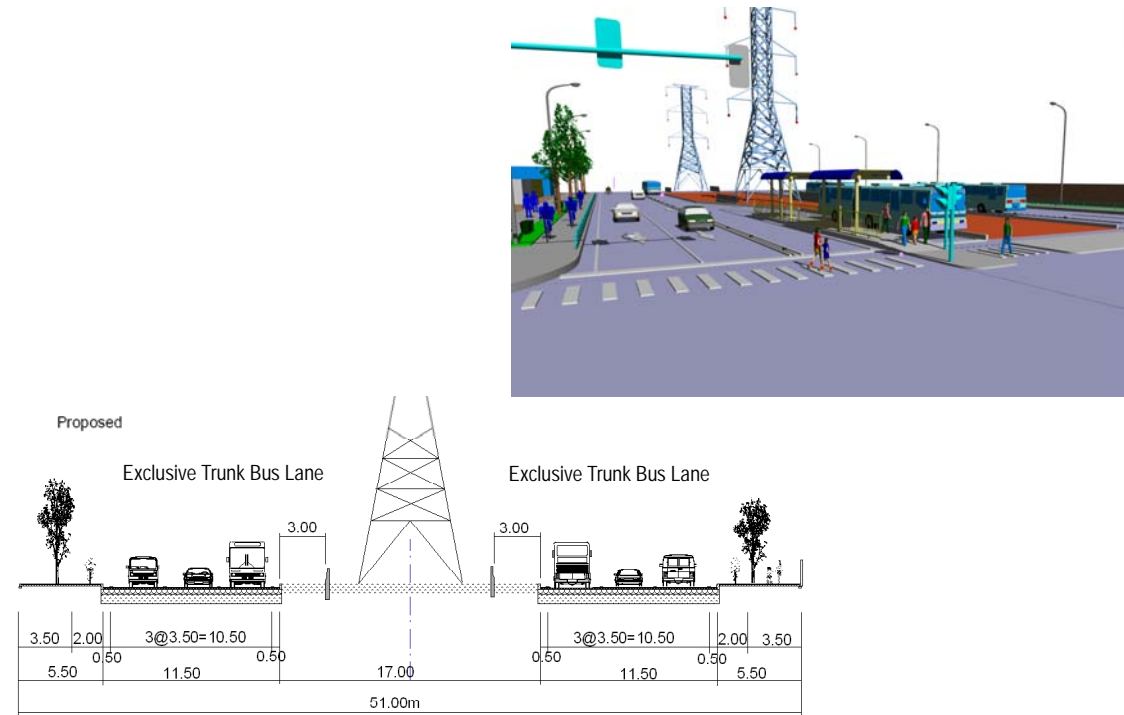 Proposed
Exclusive Trunk Bus Lane
Exclusive Trunk Bus Lane
3.00
3.00
3.50 2.00 3@3.50=10.50 3@3.50=10.50 2.00 3.50
0.50 0.50 0.50 0.50
5.50 11.50 17.00 11.50 5.50
51.00m